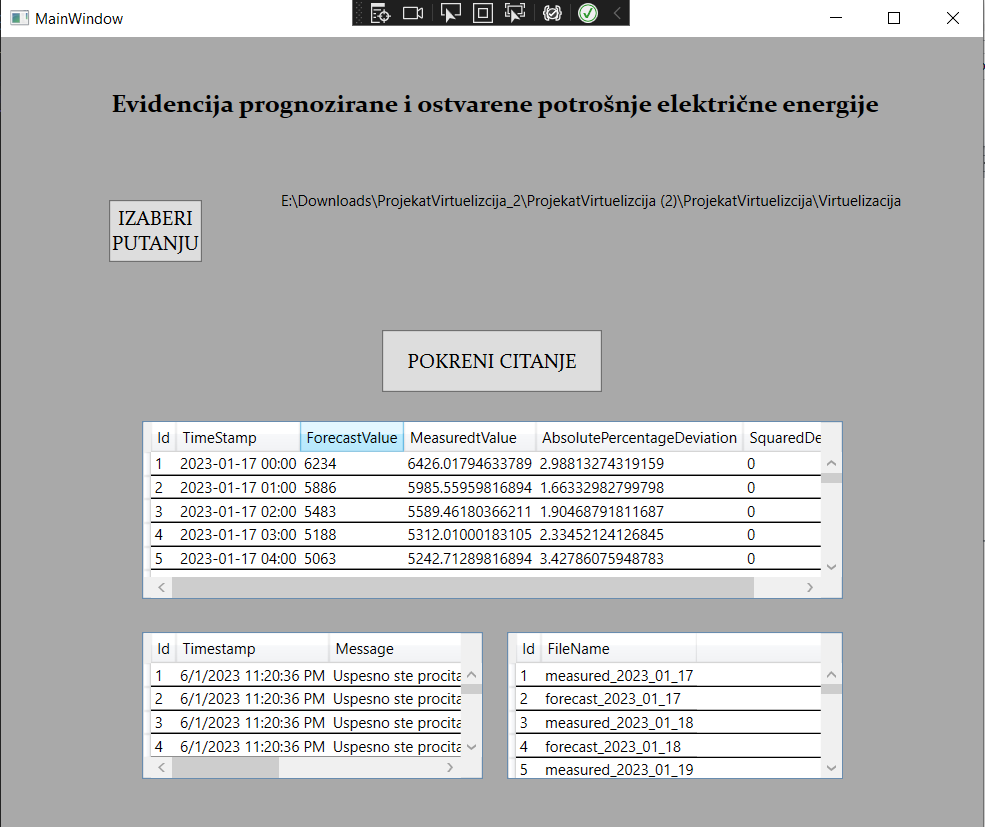 MainWindow
Evidencija prognozirane i ostvarene potrošnje električne energije
E:\Downloads\ProjekatVirtuelizcija_2\ProjekatVirtuelizcija (2)\ProjekatVirtuelizcija\Virtuelizacija
IZABERI
PUTANJU
POKRENI CITANJE
Id TimeStamp ForecastValue MeasuredtValue AbsolutePercentageDeviation SquaredDe
1 2023-01-17 00:00 6234 6426.01794633789 2.98813274319159 0
2 2023-01-17 01:00 5886 5985.55959816894 1.66332982799798 0
3 2023-01-17 02:00 5483 5589.46180366211 1.90468791811687 0
4 2023-01-17 03:00 5188 5312.01000183105 2.33452124126845 0
5 2023-01-17 04:00 5063 5242.71289816894 3.42786075948783 0
Id Timestamp Message
1 6/1/2023 11:20:36 PM Uspesno ste procita
2 6/1/2023 11:20:36 PM Uspesno ste procita
3 6/1/2023 11:20:36 PM Uspesno ste procita
4 6/1/2023 11:20:36 PM Uspesno ste procita
Id FileName
1 measured_2023_01_17
2 forecast_2023_01_17
3 measured_2023_01_18
4 forecast_2023_01_18
5 measured_2023_01_19